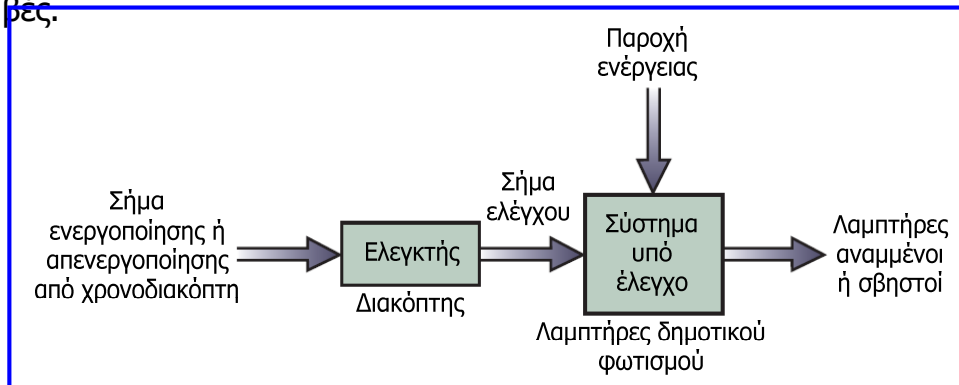 βές.
Παροχή
ενέργειας
Σήμα
ενεργοποίησης ή
απενεργοποίησης
από χρονοδιακόπτη
Ελεγκτής
Διακόπτης
Σήμα
ελέγχου
Σύστημα
υπό
έλεγχο
Λαμπτήρες δημοτικού
φωτισμού
Λαμπτήρες
αναμμένοι
ή σβηστοί